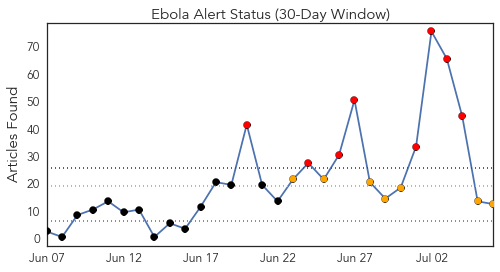 Ebola Alert Status (30-Day Window)
Articles Found
70
60
50
40
30
20
10
0
Jun 07 Jun 12 Jun 17 Jun 22 Jun 27 Jul 02